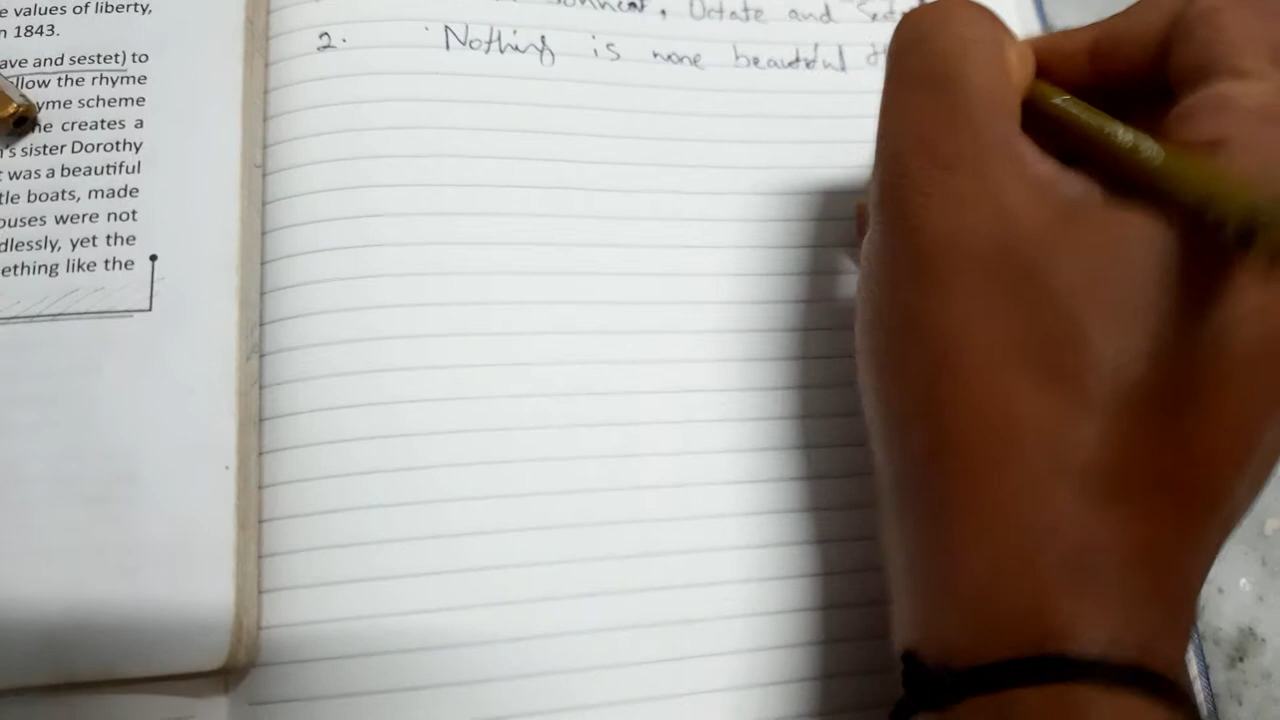 e values of liberty,
n 1843.
ave and sestet) to
llow the rhyme
yme scheme
he creates a
's sister Dorothy
t was a beautiful
tle boats, made
ouses were not
dlessly, yet the
ething like the
Octate and
2. Nothing is more beautiful